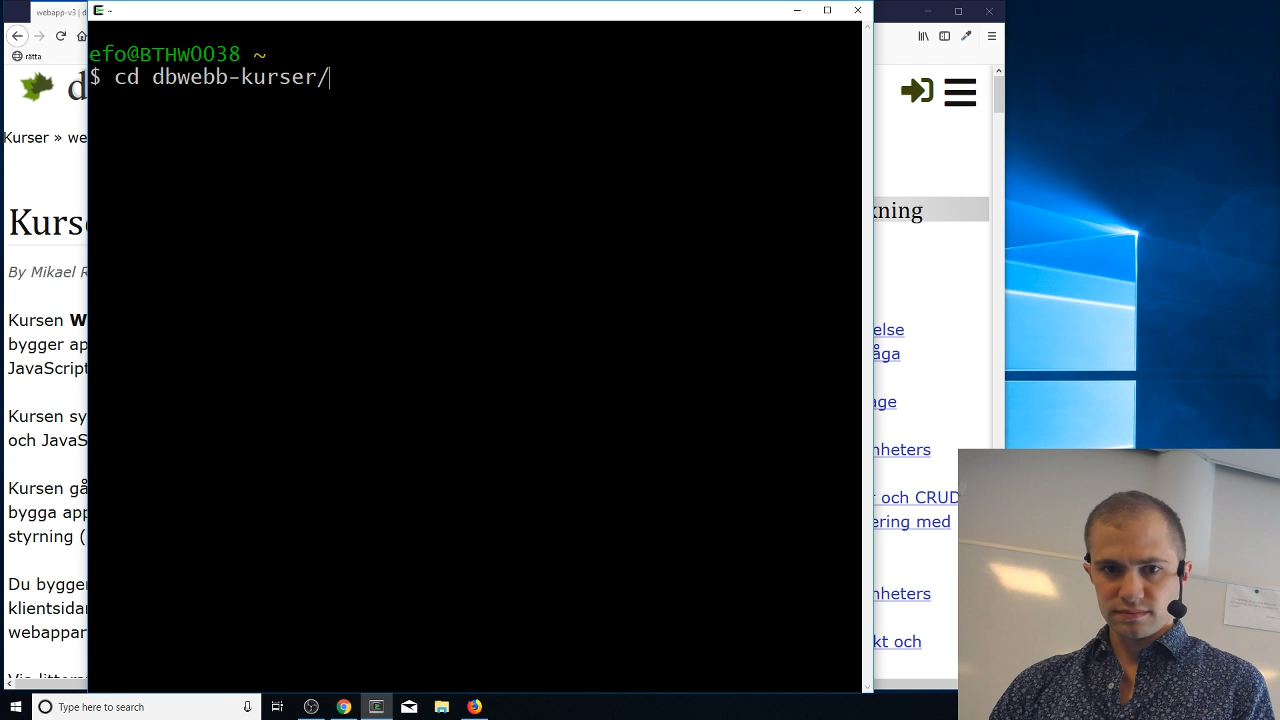 webapp-v3 | d
~
rätta
efo@BTHW0038 ~
$ cd dbwebb-kurser/
d
Kurser » we
Kurs
kning
By Mikael R
Kursen W
bygger ap
JavaScript
Kursen sy
och JavaS
Kursen gå
bygga app
styrning (
Du bygger
klientsida
webappar
else
åga
age
nheters
r och CRUD
ering med
nheters
kt och
Type here to search